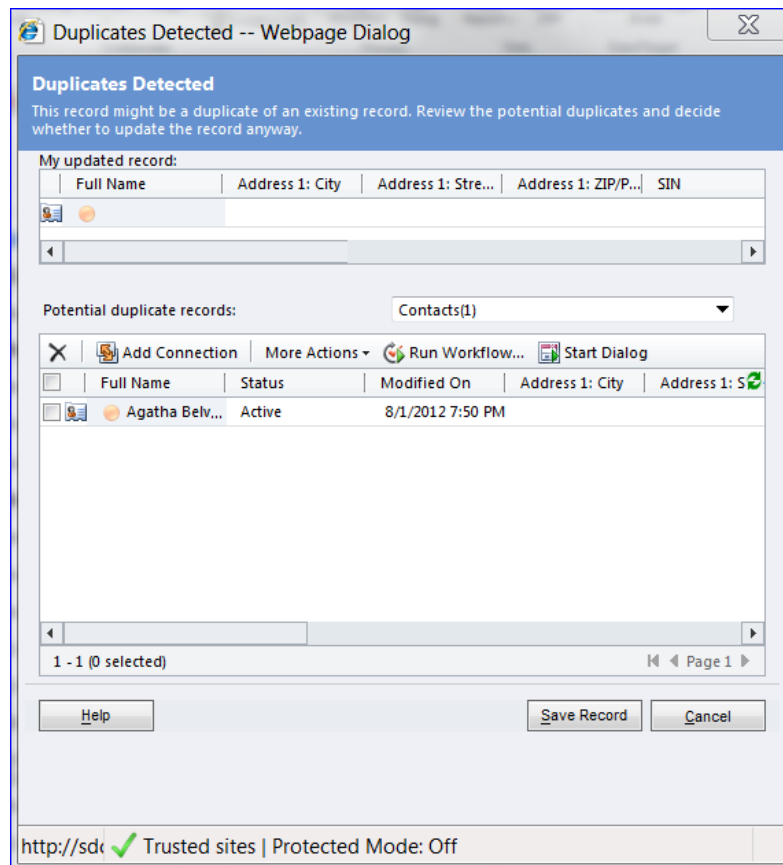 Duplicates Detected -- Webpage Dialog
Duplicates Detected
This record might be a duplicate of an existing record. Review the potential duplicates and decide
whether to update the record anyway.
My updated record:
Full Name Address 1: City Address 1: Stre... Address 1: ZIP/P... SIN
Potential duplicate records: Contacts(1)
Add Connection More Actions Run Workflow... Start Dialog
Full Name Status Modified On Address 1: City Address 1: S
Agatha Belv... Active 8/1/2012 7:50 PM
1 - 1 (0 selected) Page 1
Help Save Record Cancel
http://sdc Trusted sites | Protected Mode: Off